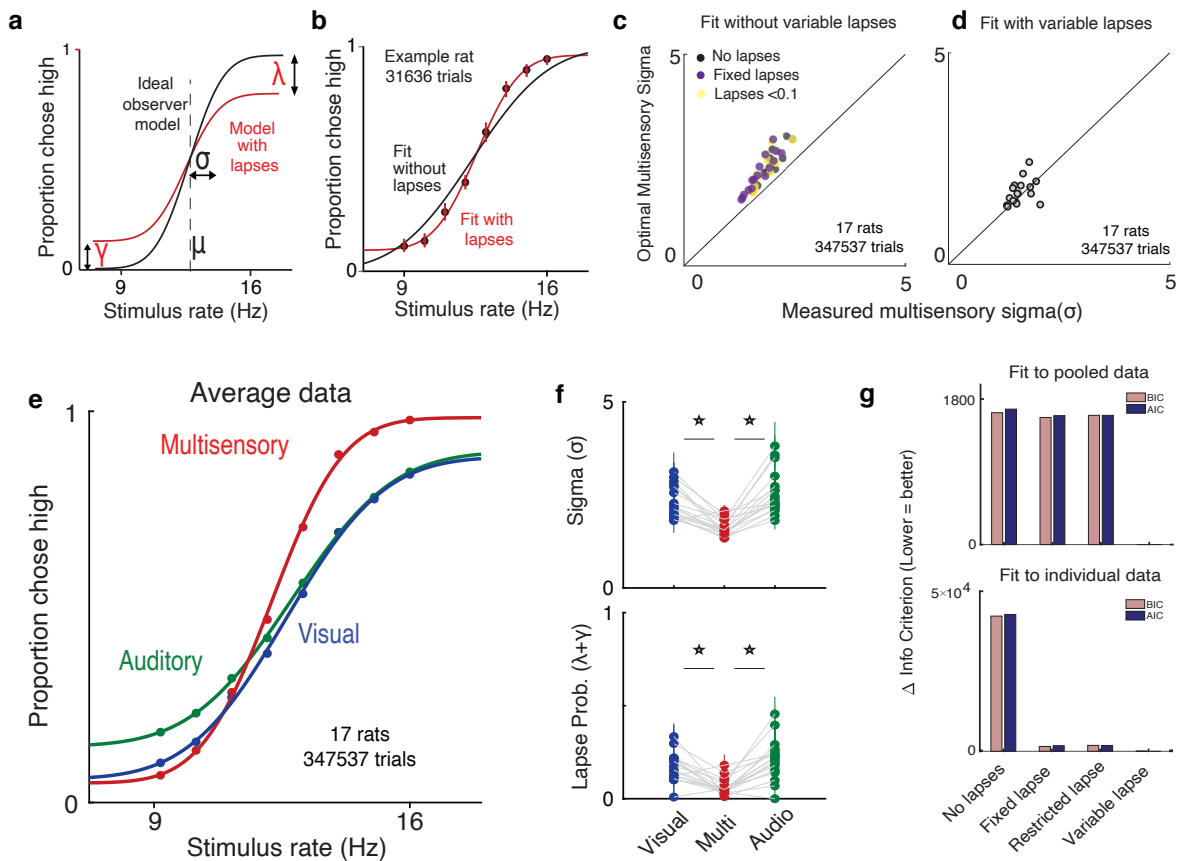 a
1
Proportion chose high
0
Ideal
observer
model
Model
with
lapses
λ
γ
σ
μ
9
16
Stimulus rate (Hz)
b
1
Proportion chose high
0
Example rat
31636 trials
Fit
without
lapses
Fit with
lapses
9
16
Stimulus rate (Hz)
c
Fit without variable lapses
5
Optimal Multisensory Sigma
0
No lapses
Fixed lapses
Lapses <0.1
17 rats
347537 trials
0
5
d
Fit with variable lapses
5
0
17 rats
347537 trials
0
5
Measured multisensory sigma(σ)
e
Average data
1
Proportion chose high
0
Multisensory
Auditory
Visual
17 rats
347537 trials
9
16
Stimulus rate (Hz)
f
5
Sigma (σ)
0
1
Lapse Prob. (λ+γ)
0
Visual
Multi
Audio
g
Fit to pooled data
1800
0
BIC
AIC
Δ Info Criterion (Lower = better)
Fit to individual data
5×10⁴
0
BIC
AIC
No lapses
Fixed lapse
Restricted lapse
Variable lapse